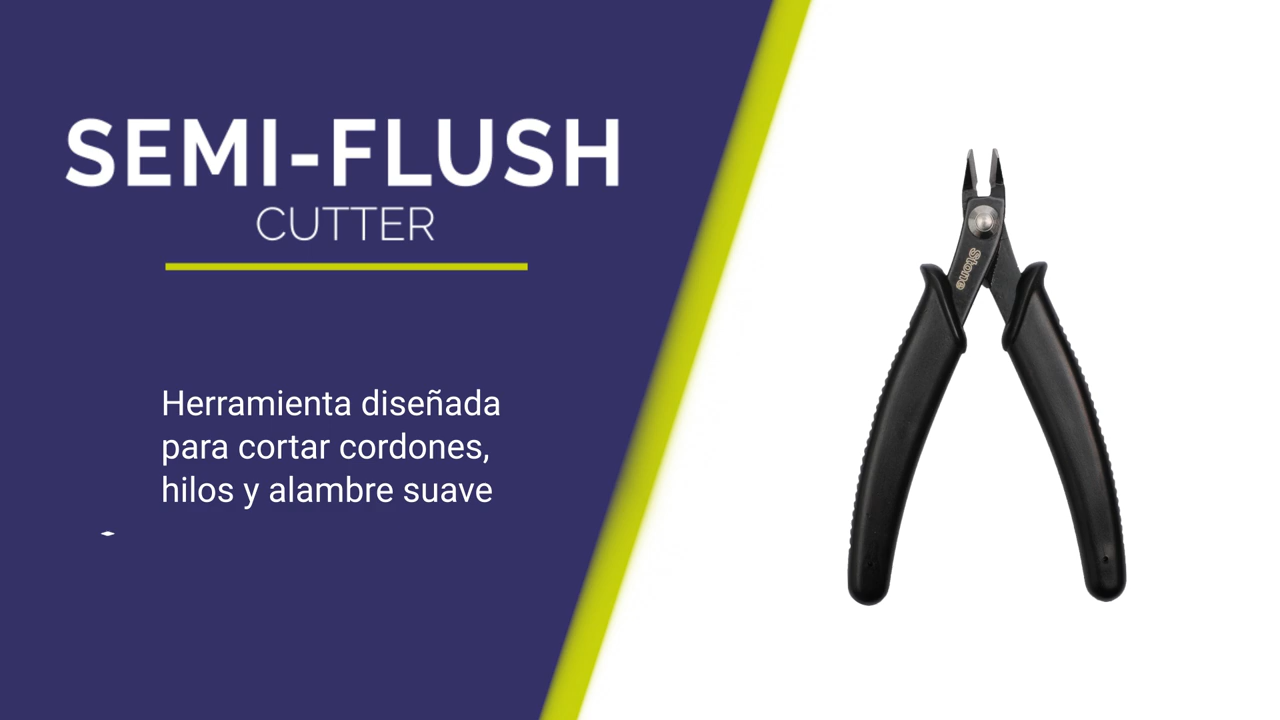 SEMI-FLUSH
CUTTER
Stone
Herramienta diseñada
para cortar cordones,
hilos y alambre suave